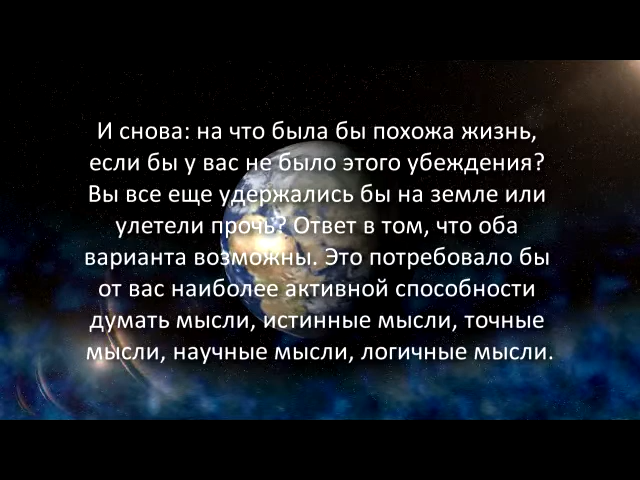 И снова: на что была бы похожа жизнь,
если бы у вас не было этого убеждения?
Вы все еще удержались бы на земле или
улетели прочь? Ответ в том, что оба
варианта возможны. Это потребовало бы
от вас наиболее активной способности
думать мысли, истинные мысли, точные
мысли, научные мысли, логичные мысли.